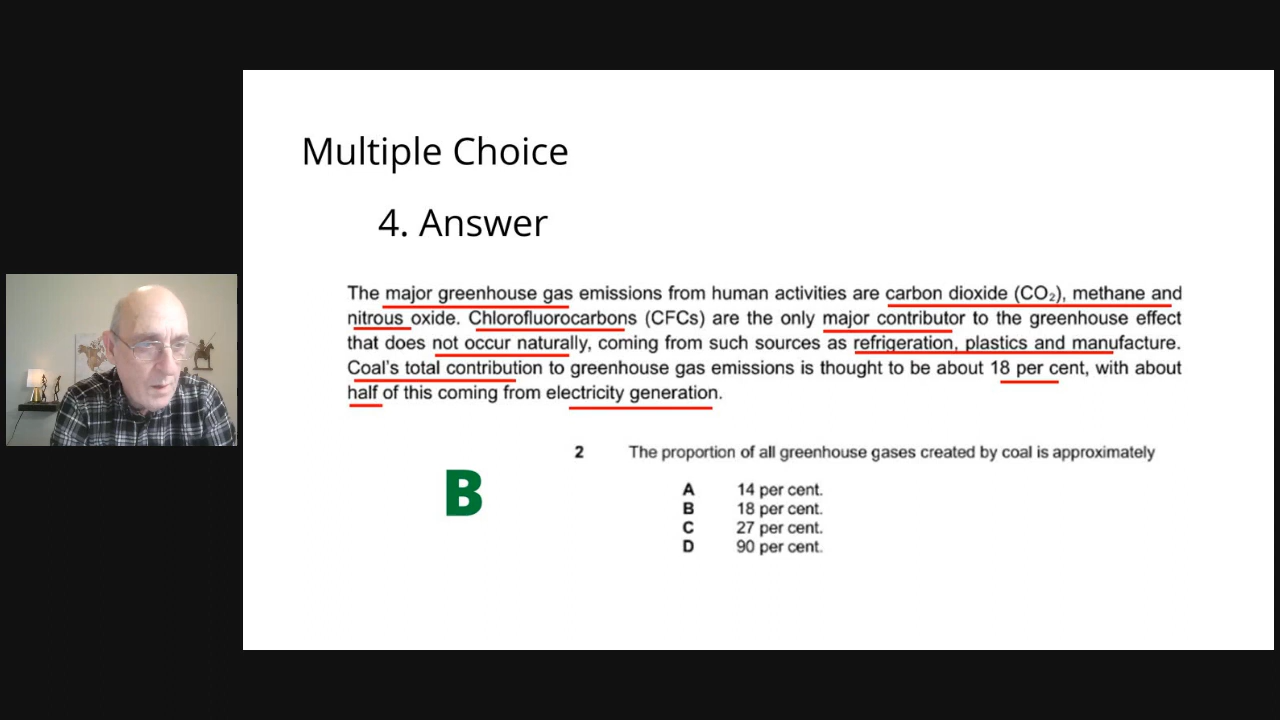 Multiple Choice
4. Answer
The major greenhouse gas emissions from human activities are carbon dioxide (CO₂), methane and
nitrous oxide. Chlorofluorocarbons (CFCs) are the only major contributor to the greenhouse effect
that does not occur naturally, coming from such sources as refrigeration, plastics and manufacture.
Coal's total contribution to greenhouse gas emissions is thought to be about 18 per cent, with about
half of this coming from electricity generation.
2 The proportion of all greenhouse gases created by coal is approximately
B
A 14 per cent.
B 18 per cent.
C 27 per cent.
D 90 per cent.